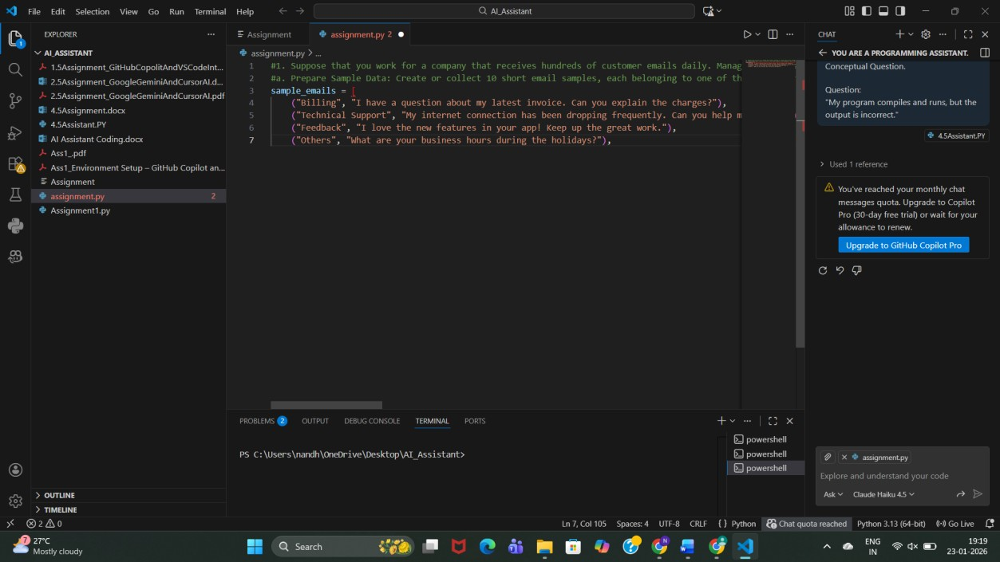 File Edit Selection View Go Run Terminal Help
AI_Assistant
EXPLORER
AI_ASSISTANT
1.5Assignment_GitHubCopolitAndVSCodeInt...
2.5Assignment_GoogleGeminiAndCursorAI.d...
2.5Assignment_GoogleGeminiAndCursorAI.pdf
4.5Assignment.docx
4.5Assistant.PY
AI Assistant Coding.docx
Ass1_.pdf
Ass1_Environment Setup – GitHub Copilot an...
Assignment
assignment.py 2
Assignment1.py
OUTLINE
TIMELINE
1
Assignment
assignment.py 2
assignment.py > ...
1 #1. Suppose that you work for a company that receives hundreds of customer emails daily. Manag
2 #a. Prepare Sample Data: Create or collect 10 short email samples, each belonging to one of th
3 sample_emails = [
4 ("Billing", "I have a question about my latest invoice. Can you explain the charges?"),
5 ("Technical Support", "My internet connection has been dropping frequently. Can you help m
6 ("Feedback", "I love the new features in your app! Keep up the great work."),
7 ("Others", "What are your business hours during the holidays?"),
PROBLEMS 2 OUTPUT DEBUG CONSOLE TERMINAL PORTS
PS C:\Users\nandh\OneDrive\Desktop\AI_Assistant>
powershell
powershell
powershell
CHAT
YOU ARE A PROGRAMMING ASSISTANT.
Conceptual Question.
Question:
"My program compiles and runs, but the
output is incorrect."
4.5Assistant.PY
Used 1 reference
You've reached your monthly chat
messages quota. Upgrade to Copilot
Pro (30-day free trial) or wait for your
allowance to renew.
Upgrade to GitHub Copilot Pro
assignment.py
Explore and understand your code
Ask Claude Haiku 4.5
2 0
Ln 7, Col 105 Spaces: 4 UTF-8 CRLF {} Python Chat quota reached Python 3.13 (64-bit) Go Live
7
27°C
Mostly cloudy
Search
N
ENG
IN
19:19
23-01-2026